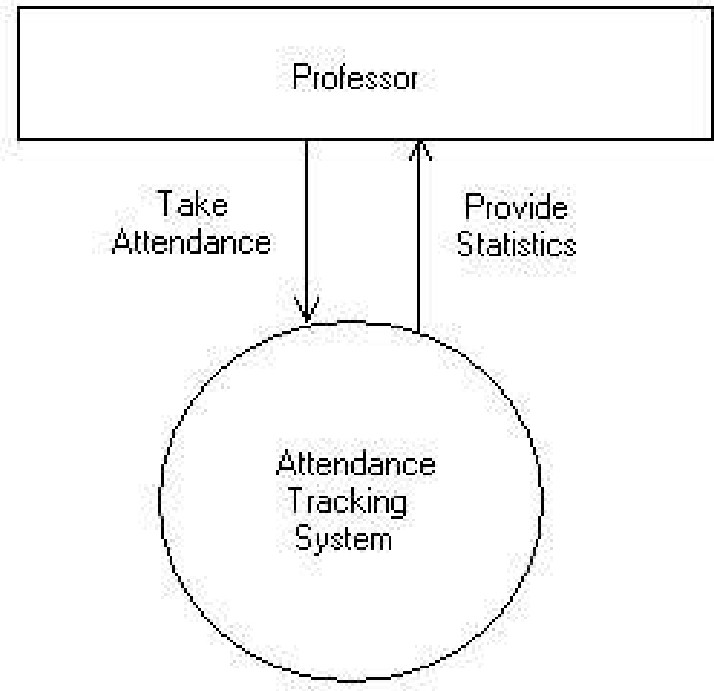 Professor
Take
Attendance
Provide
Statistics
Attendance
Tracking
System